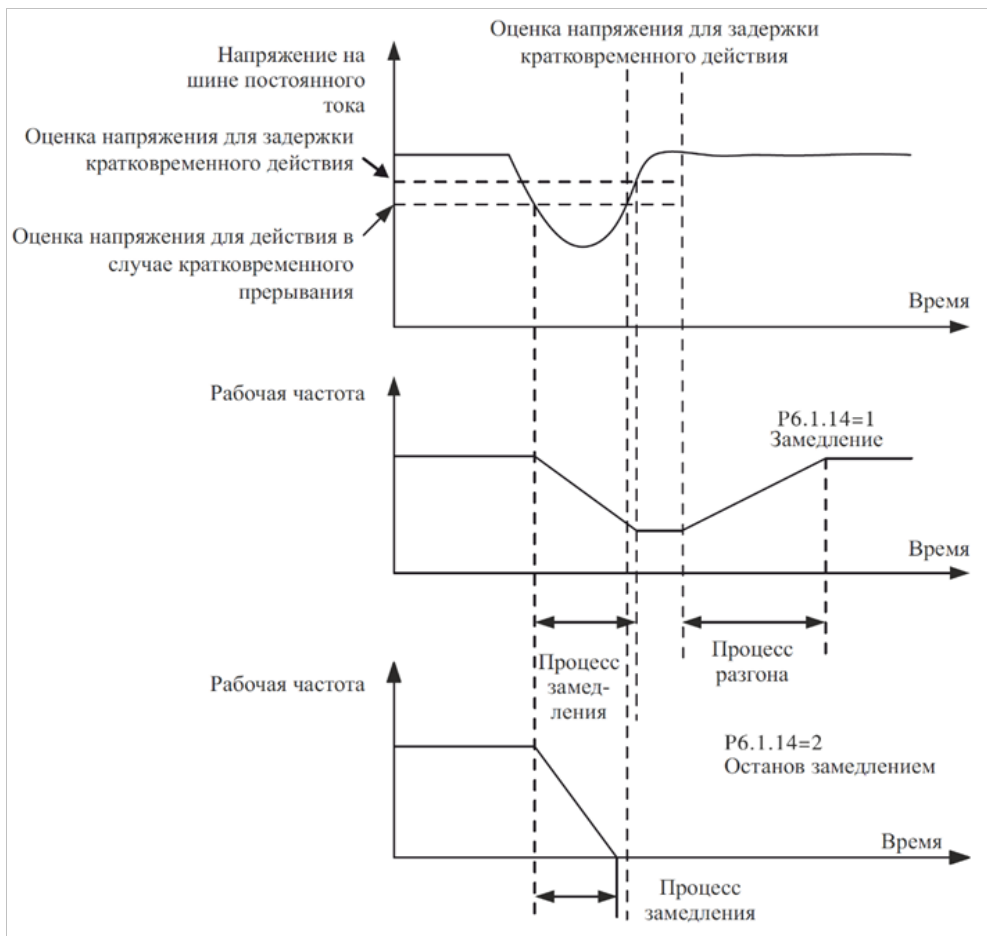 Оценка напряжения для задержки
кратковременного действия
Напряжение на
шине постоянного
тока
Оценка напряжения для задержки
кратковременного действия
Оценка напряжения для действия в
случае кратковременного
прерывания
Время
Рабочая частота
P6.1.14=1
Замедление
Время
Процесс
замед-
ления
Процесс
разгона
Рабочая частота
P6.1.14=2
Останов замедлением
Время
Процесс
замедления